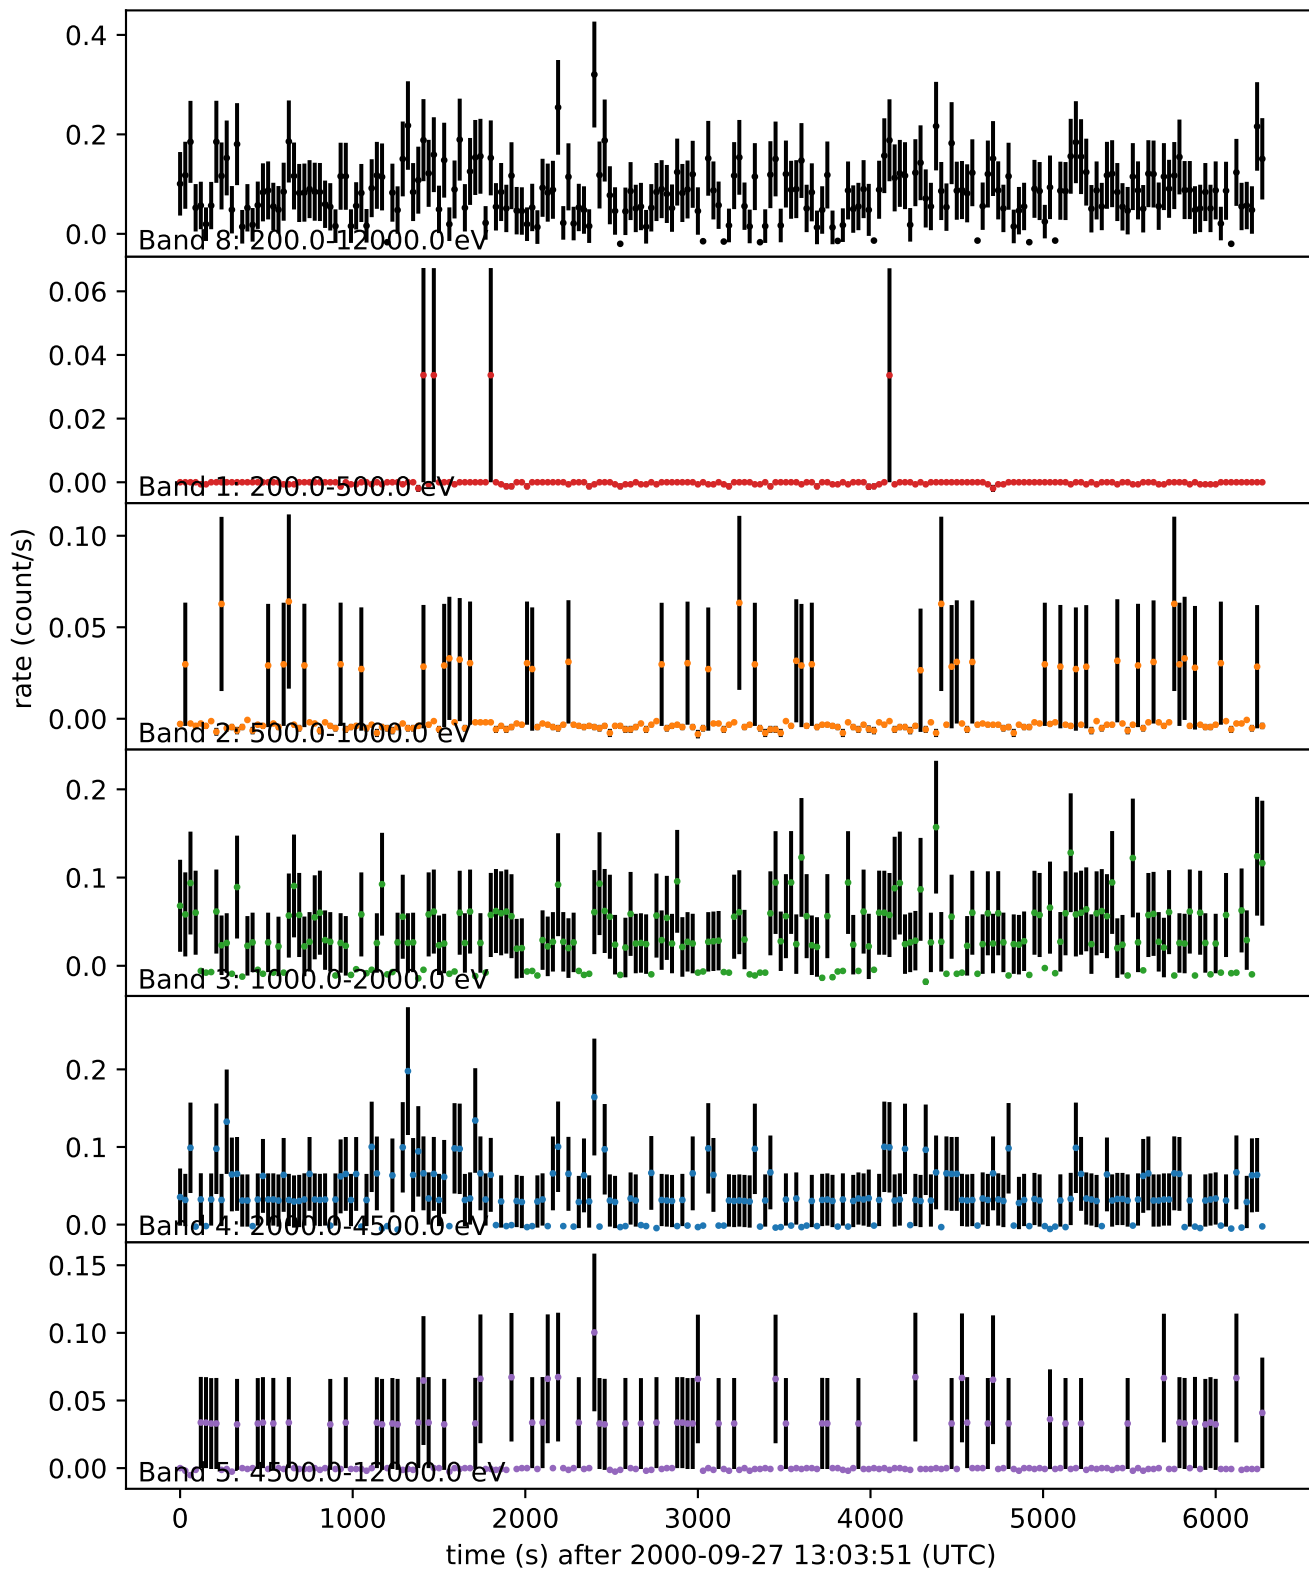 0.4
0.2
0.0
Band 8: 200.0-12000.0 eV
0.06
0.04
0.02
0.00
Band 1: 200.0-500.0 eV
0.10
0.05
0.00
Band 2: 500.0-1000.0 eV
rate (count/s)
0.2
0.1
0.0
Band 3: 1000.0-2000.0 eV
0.2
0.1
0.0
Band 4: 2000.0-4500.0 eV
0.15
0.10
0.05
0.00
Band 5: 4500.0-12000.0 eV
0 1000 2000 3000 4000 5000 6000
time (s) after 2000-09-27 13:03:51 (UTC)